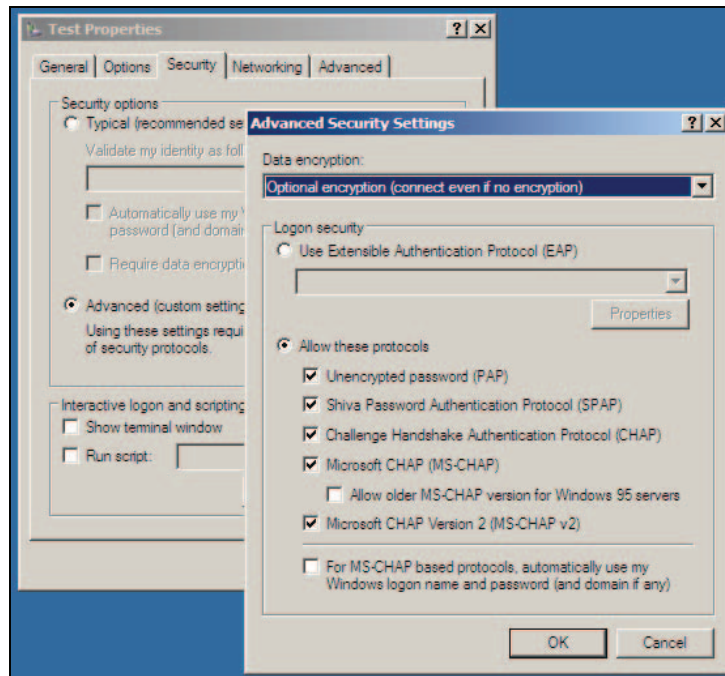 Test Properties
General Options Security Networking Advanced
Security options
Typical (recommended se
Validate my identity as foll
Automatically use my
password (and domain
Require data encryptio
Advanced (custom setting
Using these settings requi
of security protocols.
Interactive logon and scripting
Show terminal window
Run script:
Advanced Security Settings
Data encryption:
Optional encryption (connect even if no encryption)
Logon security
Use Extensible Authentication Protocol (EAP)
Properties
Allow these protocols
Unencrypted password (PAP)
Shiva Password Authentication Protocol (SPAP)
Challenge Handshake Authentication Protocol (CHAP)
Microsoft CHAP (MS-CHAP)
Allow older MS-CHAP version for Windows 95 servers
Microsoft CHAP Version 2 (MS-CHAP v2)
For MS-CHAP based protocols, automatically use my
Windows logon name and password (and domain if any)
OK Cancel